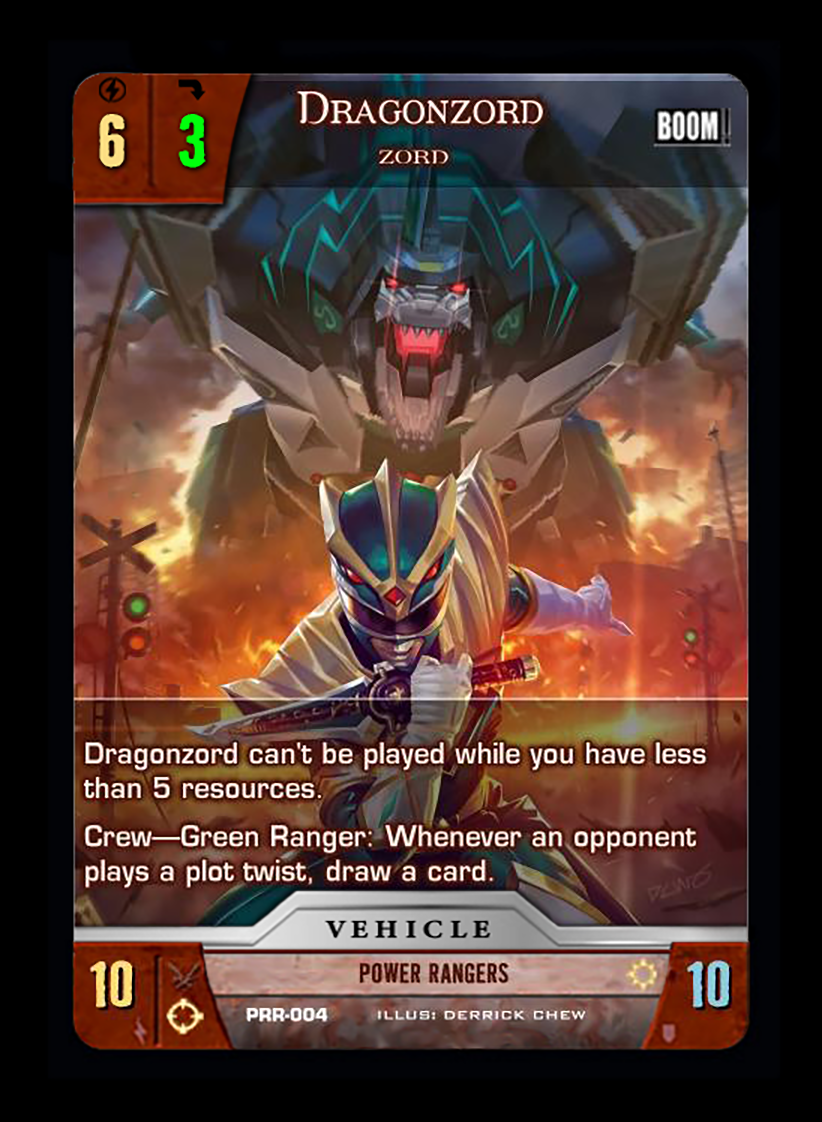 6 3
DRAGONZORD
ZORD
BOOM!!
Dragonzord can't be played while you have less
than 5 resources.
Crew—Green Ranger: Whenever an opponent
plays a plot twist, draw a card.
VEHICLE
10
POWER RANGERS
10
PRR-004 ILLUS: DERRICK CHEW